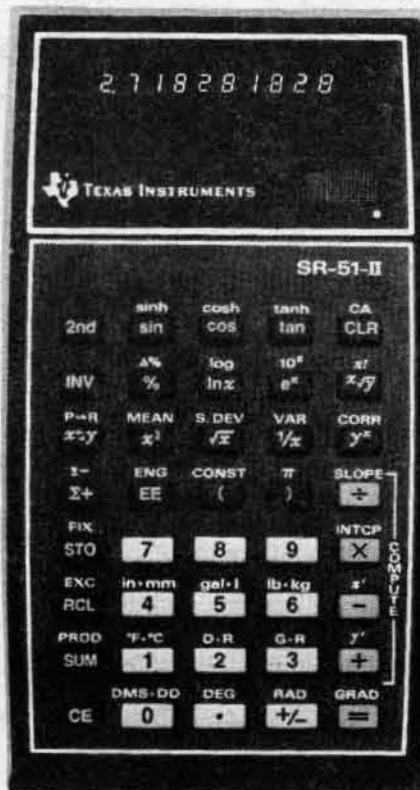 2.718281828
TEXAS INSTRUMENTS
SR-51-II
sinh cosh tanh CA
2nd sin cos tan CLR
Δ% log 10ˣ x!
INV % lnx eˣ ˣ√y
P→R MEAN S. DEV VAR CORR
x⇄y x² √x 1/x yˣ
Σ− ENG CONST π SLOPE
Σ+ EE ( ) ÷
FIX INTCP
STO 7 8 9 ×
EXC in·mm gal·l lb·kg x'
RCL 4 5 6 −
PROD °F·°C D·R G·R y'
SUM 1 2 3 +
DMS·DD DEG RAD GRAD
CE 0 . +/− =
COMPUTE